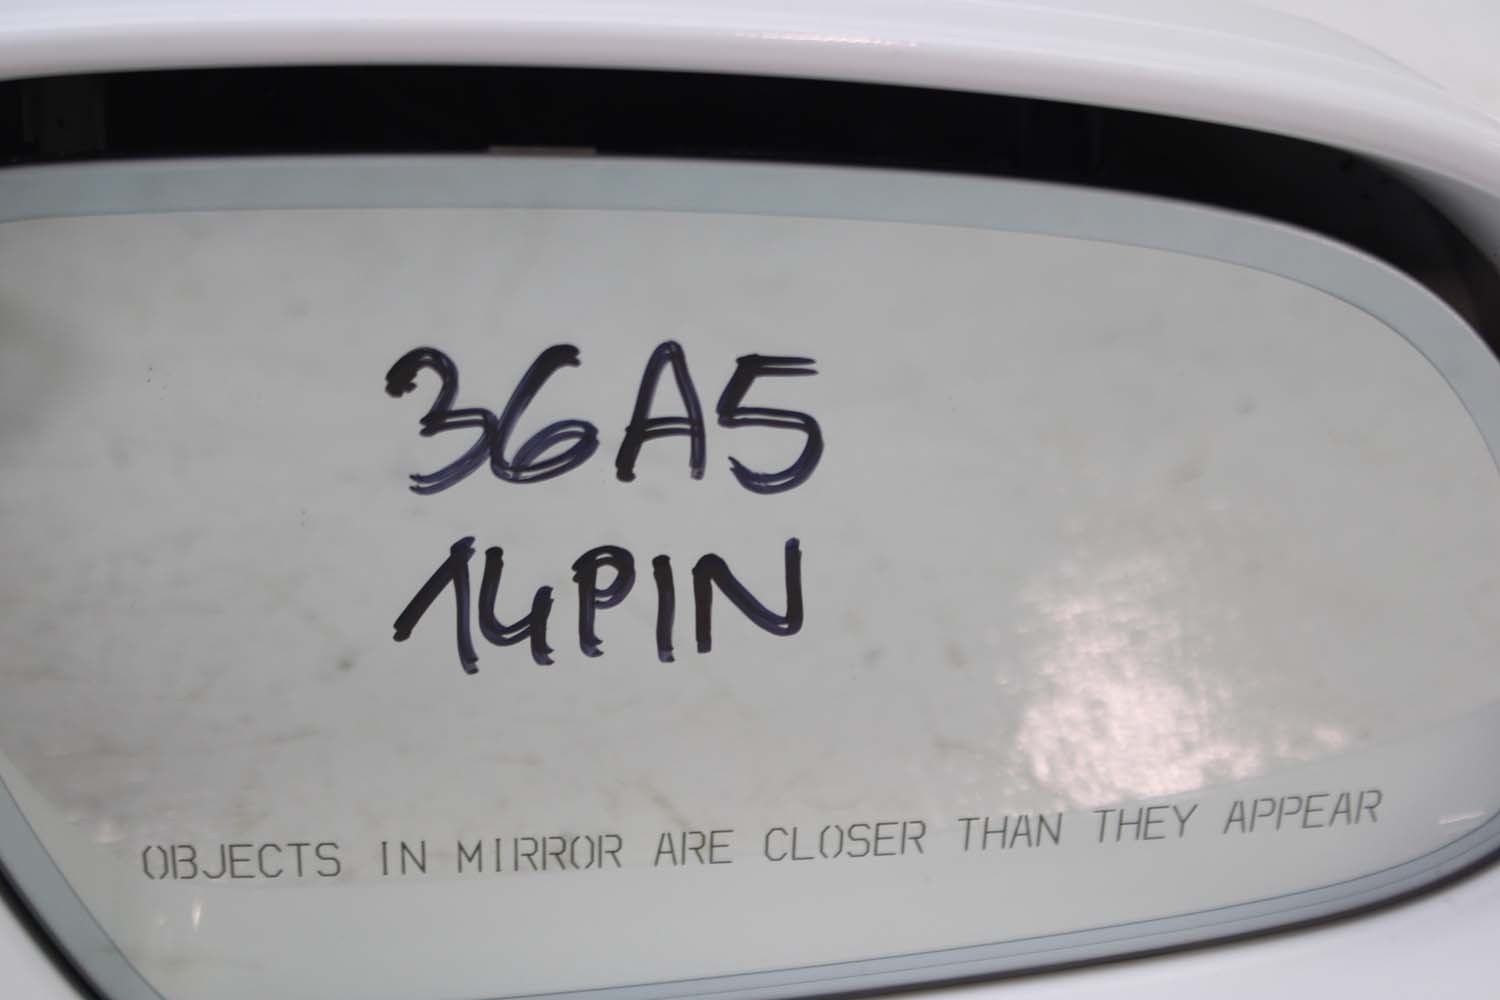 36A5
14PIN
OBJECTS IN MIRROR ARE CLOSER THAN THEY APPEAR